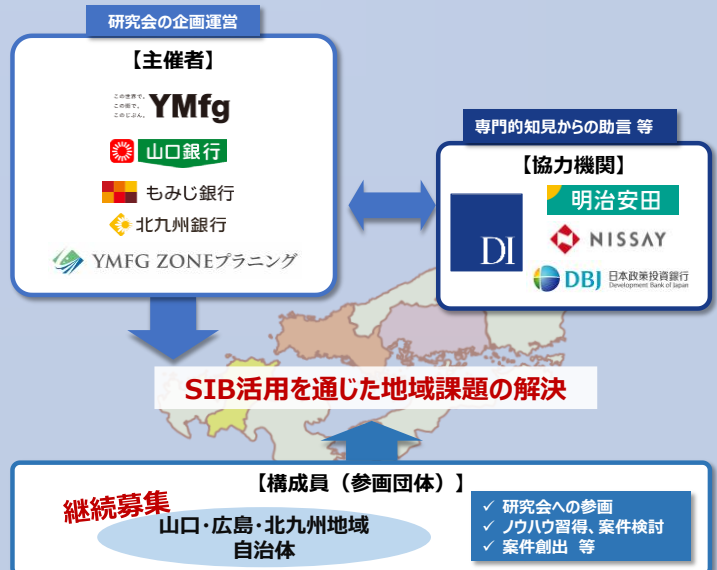 研究会の企画運営
【主催者】
この世界で。
この街で。
このじぶん。
YMfg
山口銀行
もみじ銀行
北九州銀行
YMFG ZONEプラニング
専門的知見からの助言 等
【協力機関】
DI
明治安田
NISSAY
DBJ 日本政策投資銀行
Development Bank of Japan
SIB活用を通じた地域課題の解決
【構成員（参画団体）】
継続募集
山口・広島・北九州地域
自治体
✓ 研究会への参画
✓ ノウハウ習得、案件検討
✓ 案件創出 等